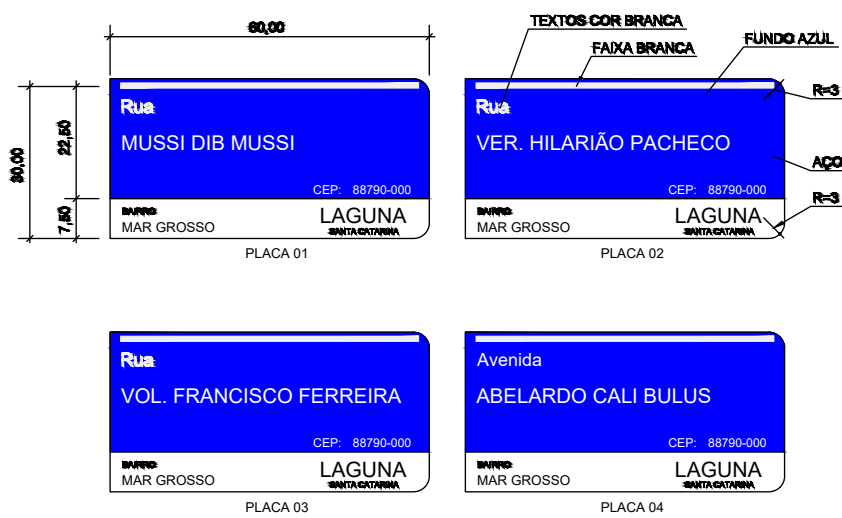 60,00
TEXTOS COR BRANCA
FAIXA BRANCA
FUNDO AZUL
30,00
22,50
7,50
Rua
MUSSI DIB MUSSI
CEP: 88790-000
BAIRRO
MAR GROSSO
LAGUNA
SANTA CATARINA
PLACA 01
Rua
VER. HILARIÃO PACHECO
CEP: 88790-000
BAIRRO
MAR GROSSO
LAGUNA
SANTA CATARINA
PLACA 02
R=3
AÇO
R=3
Rua
VOL. FRANCISCO FERREIRA
CEP: 88790-000
BAIRRO
MAR GROSSO
LAGUNA
SANTA CATARINA
PLACA 03
Avenida
ABELARDO CALI BULUS
CEP: 88790-000
BAIRRO
MAR GROSSO
LAGUNA
SANTA CATARINA
PLACA 04